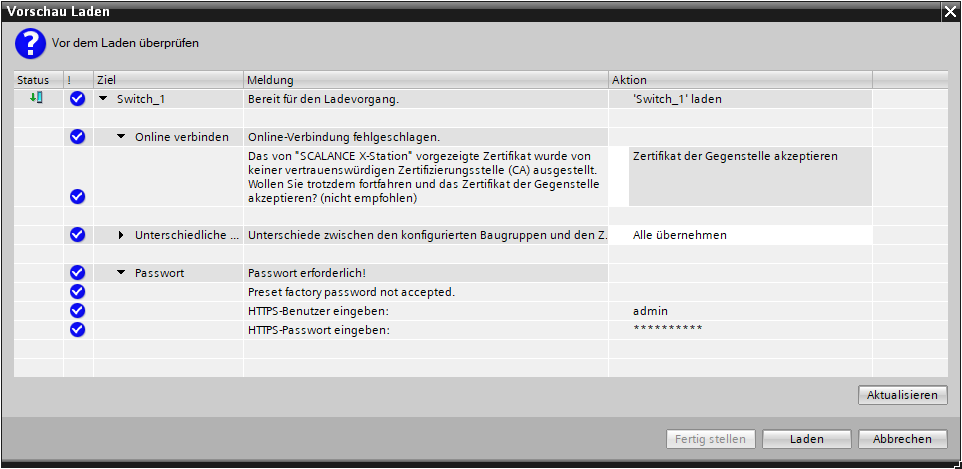 Vorschau Laden
Vor dem Laden überprüfen
Status ! Ziel Meldung Aktion
Switch_1 Bereit für den Ladevorgang. 'Switch_1' laden
Online verbinden Online-Verbindung fehlgeschlagen.
Das von "SCALANCE X-Station" vorgezeigte Zertifikat wurde von Zertifikat der Gegenstelle akzeptieren
keiner vertrauenswürdigen Zertifizierungsstelle (CA) ausgestellt.
Wollen Sie trotzdem fortfahren und das Zertifikat der Gegenstelle
akzeptieren? (nicht empfohlen)
Unterschiedliche ... Unterschiede zwischen den konfigurierten Baugruppen und den Z. Alle übernehmen
Passwort Passwort erforderlich!
Preset factory password not accepted.
HTTPS-Benutzer eingeben: admin
HTTPS-Passwort eingeben: **********
Aktualisieren
Fertig stellen Laden Abbrechen